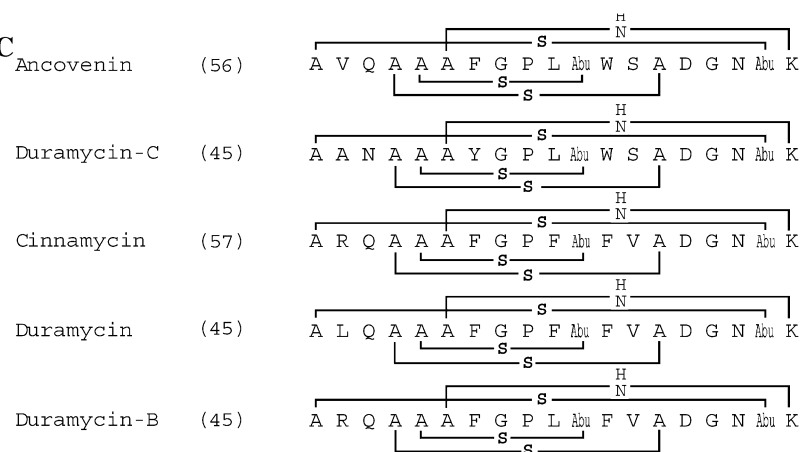 C
H
N
S
Ancovenin (56) A V Q A A A F G P L Abu W S A D G N Abu K
S
S
H
N
S
Duramycin-C (45) A A N A A A Y G P L Abu W S A D G N Abu K
S
S
H
N
S
Cinnamycin (57) A R Q A A A F G P F Abu F V A D G N Abu K
S
S
H
N
S
Duramycin (45) A L Q A A A F G P F Abu F V A D G N Abu K
S
S
H
N
S
Duramycin-B (45) A R Q A A A F G P L Abu F V A D G N Abu K
S
S